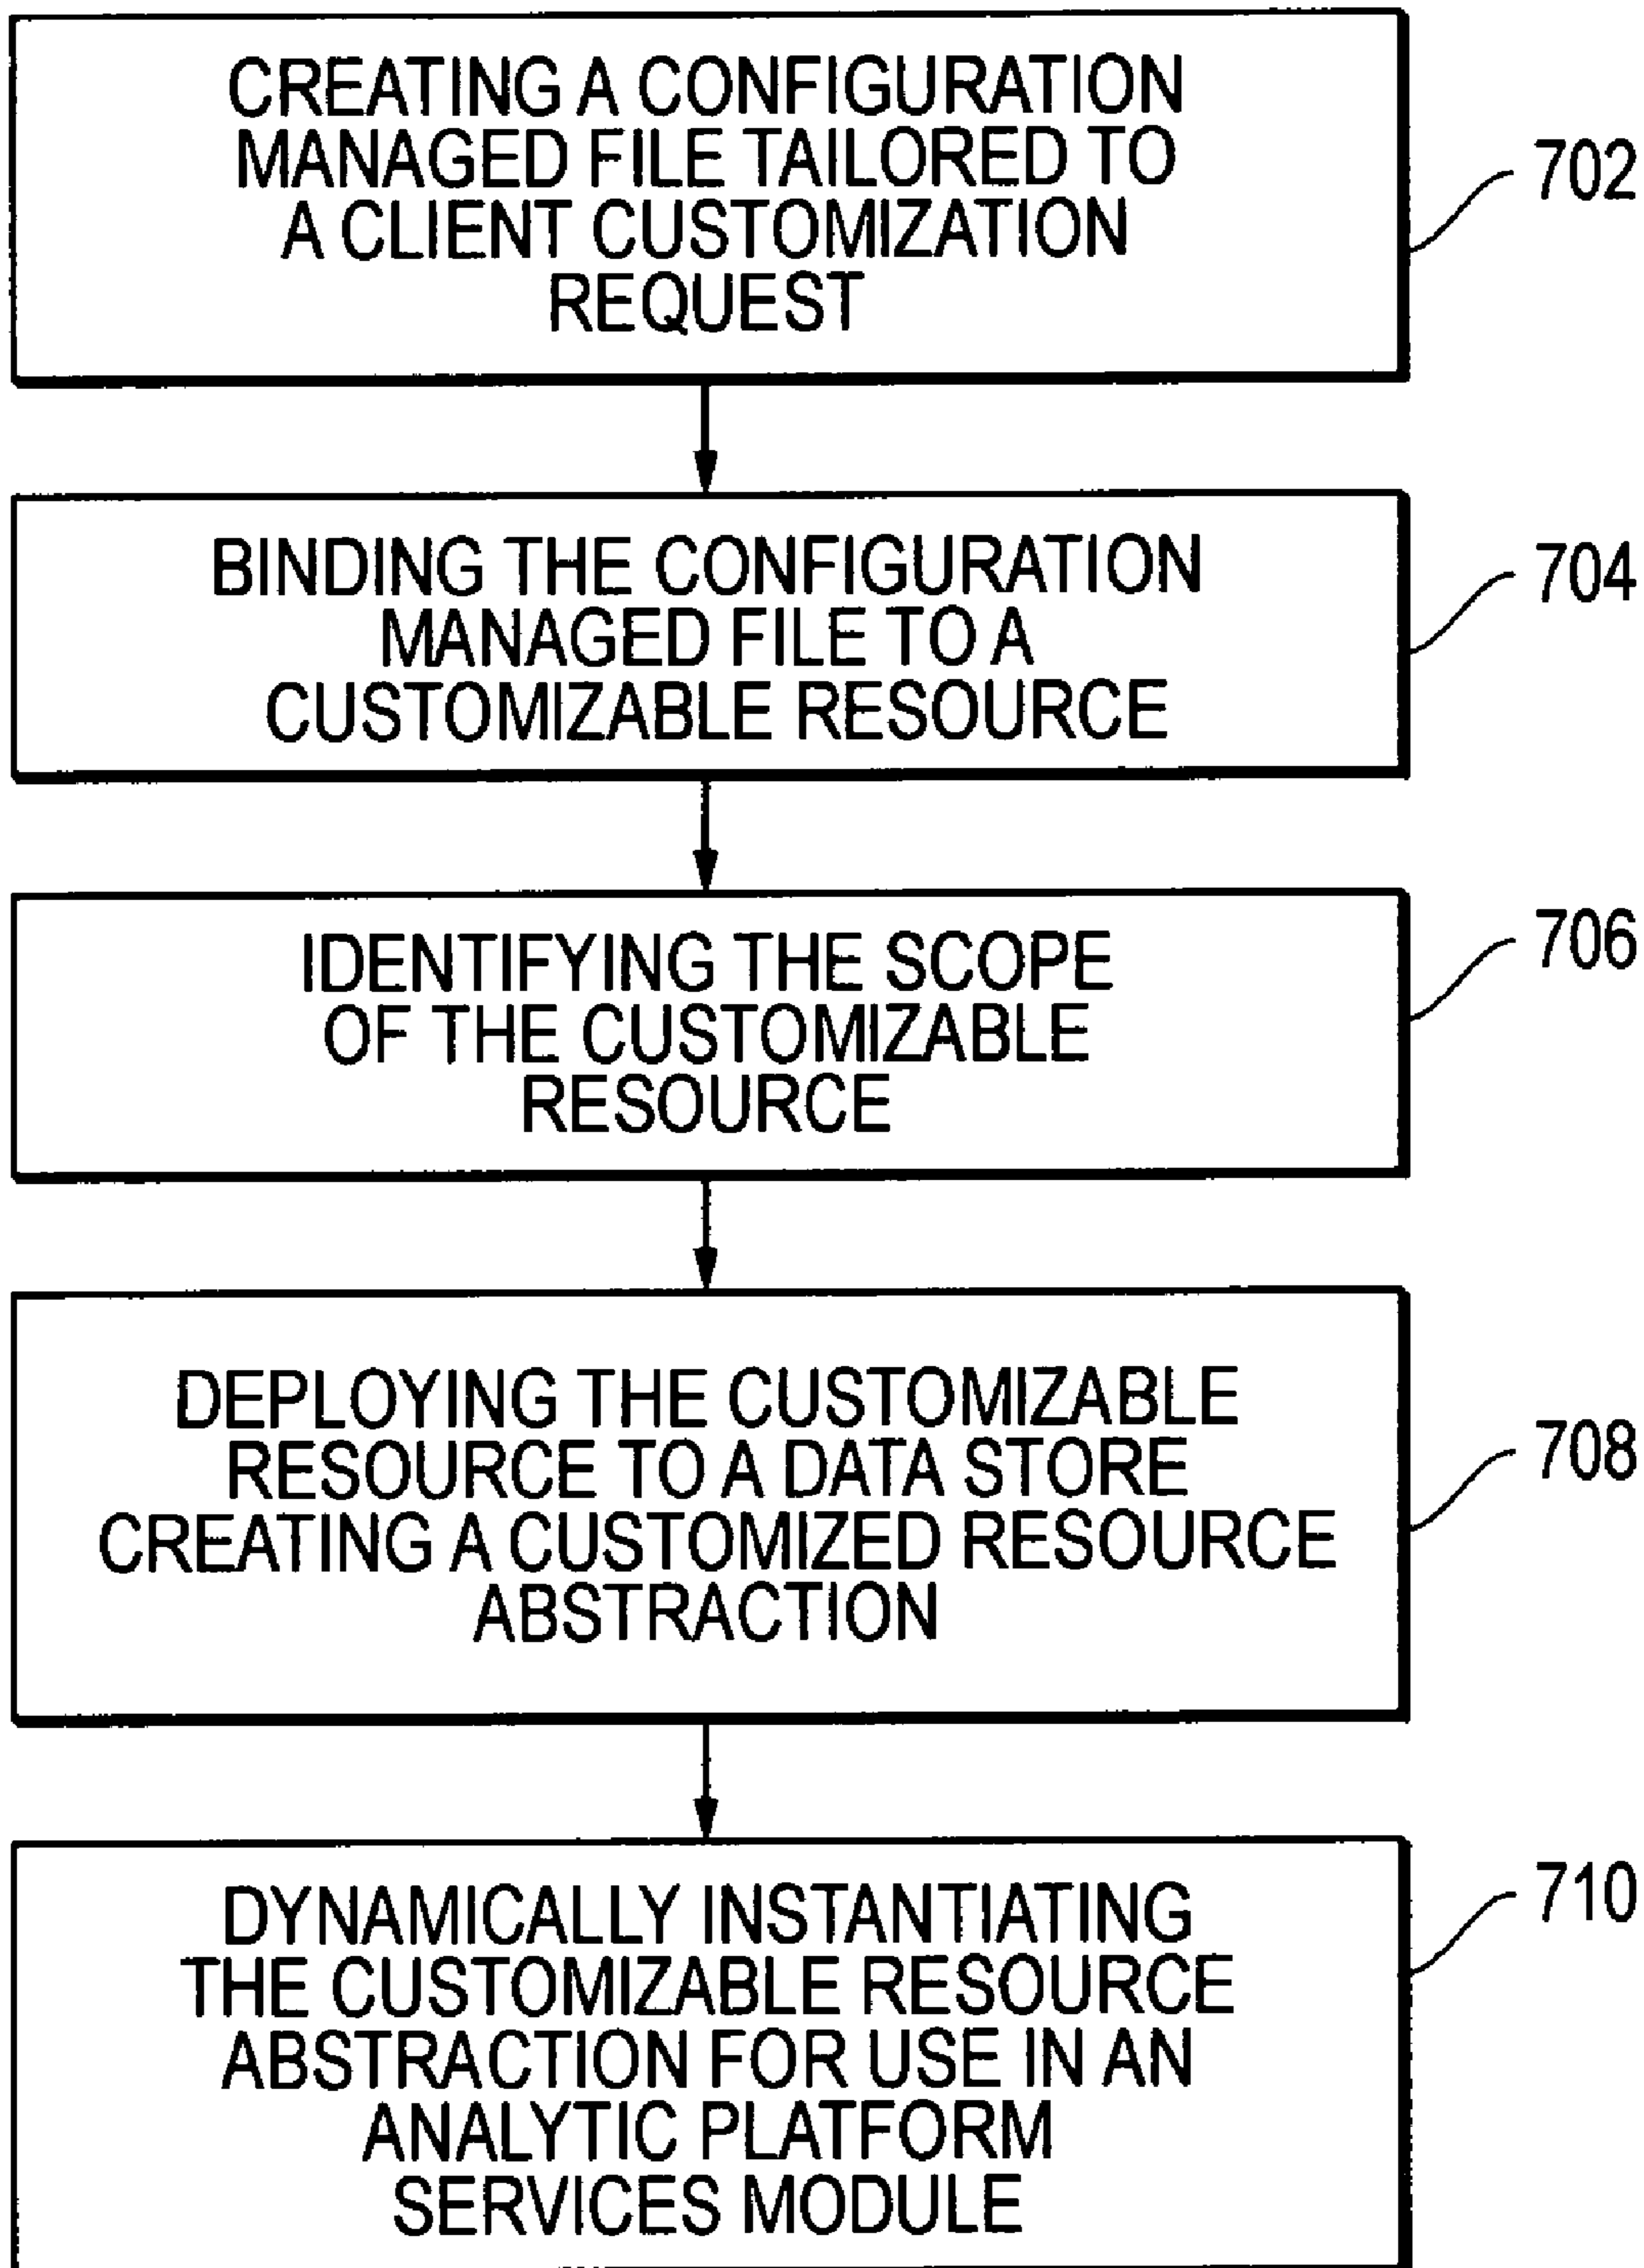 CREATING A CONFIGURATION
MANAGED FILE TAILORED TO
A CLIENT CUSTOMIZATION
REQUEST
702
BINDING THE CONFIGURATION
MANAGED FILE TO A
CUSTOMIZABLE RESOURCE
704
IDENTIFYING THE SCOPE
OF THE CUSTOMIZABLE
RESOURCE
706
DEPLOYING THE CUSTOMIZABLE
RESOURCE TO A DATA STORE
CREATING A CUSTOMIZED RESOURCE
ABSTRACTION
708
DYNAMICALLY INSTANTIATING
THE CUSTOMIZABLE RESOURCE
ABSTRACTION FOR USE IN AN
ANALYTIC PLATFORM
SERVICES MODULE
710